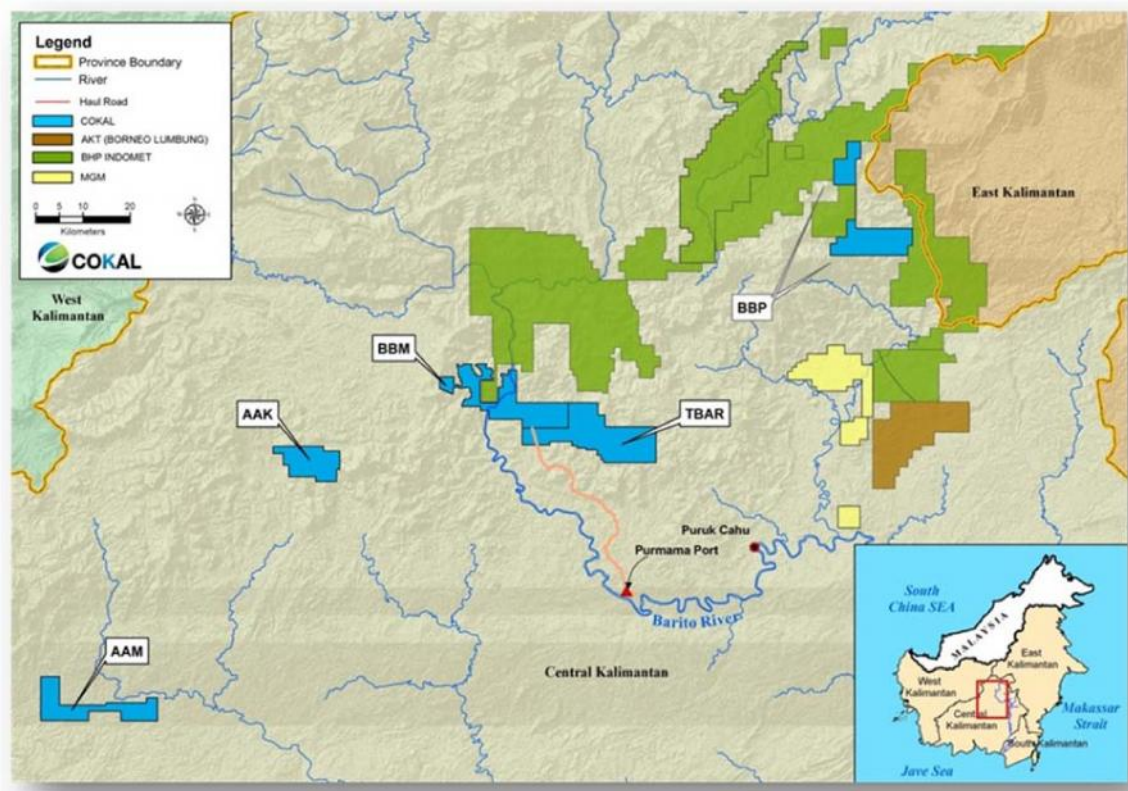 Legend
Province Boundary
River
Haul Road
COKAL
AKT (BORNEO LUMBUNG)
BHP INDOMET
MGM
0 5 10 20
Kilometers
COKAL
West
Kalimantan
East Kalimantan
BBP
BBM
AAK
TBAR
Puruk Cahu
Purmama Port
Barito River
AAM
Central Kalimantan
South
China SEA
MALAYSIA
East
Kalimantan
West
Kalimantan
Central
Kalimantan
Makassar
Strait
South Kalimantan
Jave Sea